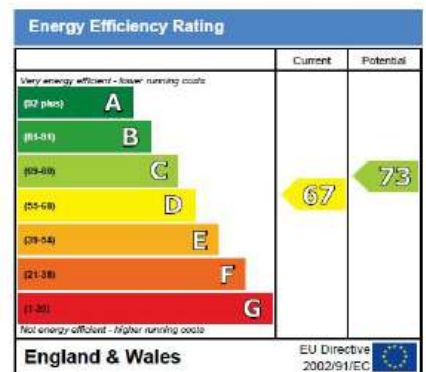 Energy Efficiency Rating
Current Potential
Very energy efficient - lower running costs
(92 plus) A
(81-91) B
(69-80) C
(55-68) D
(39-54) E
(21-38) F
(1-20) G
67
73
Not energy efficient - higher running costs
England & Wales
EU Directive
2002/91/EC